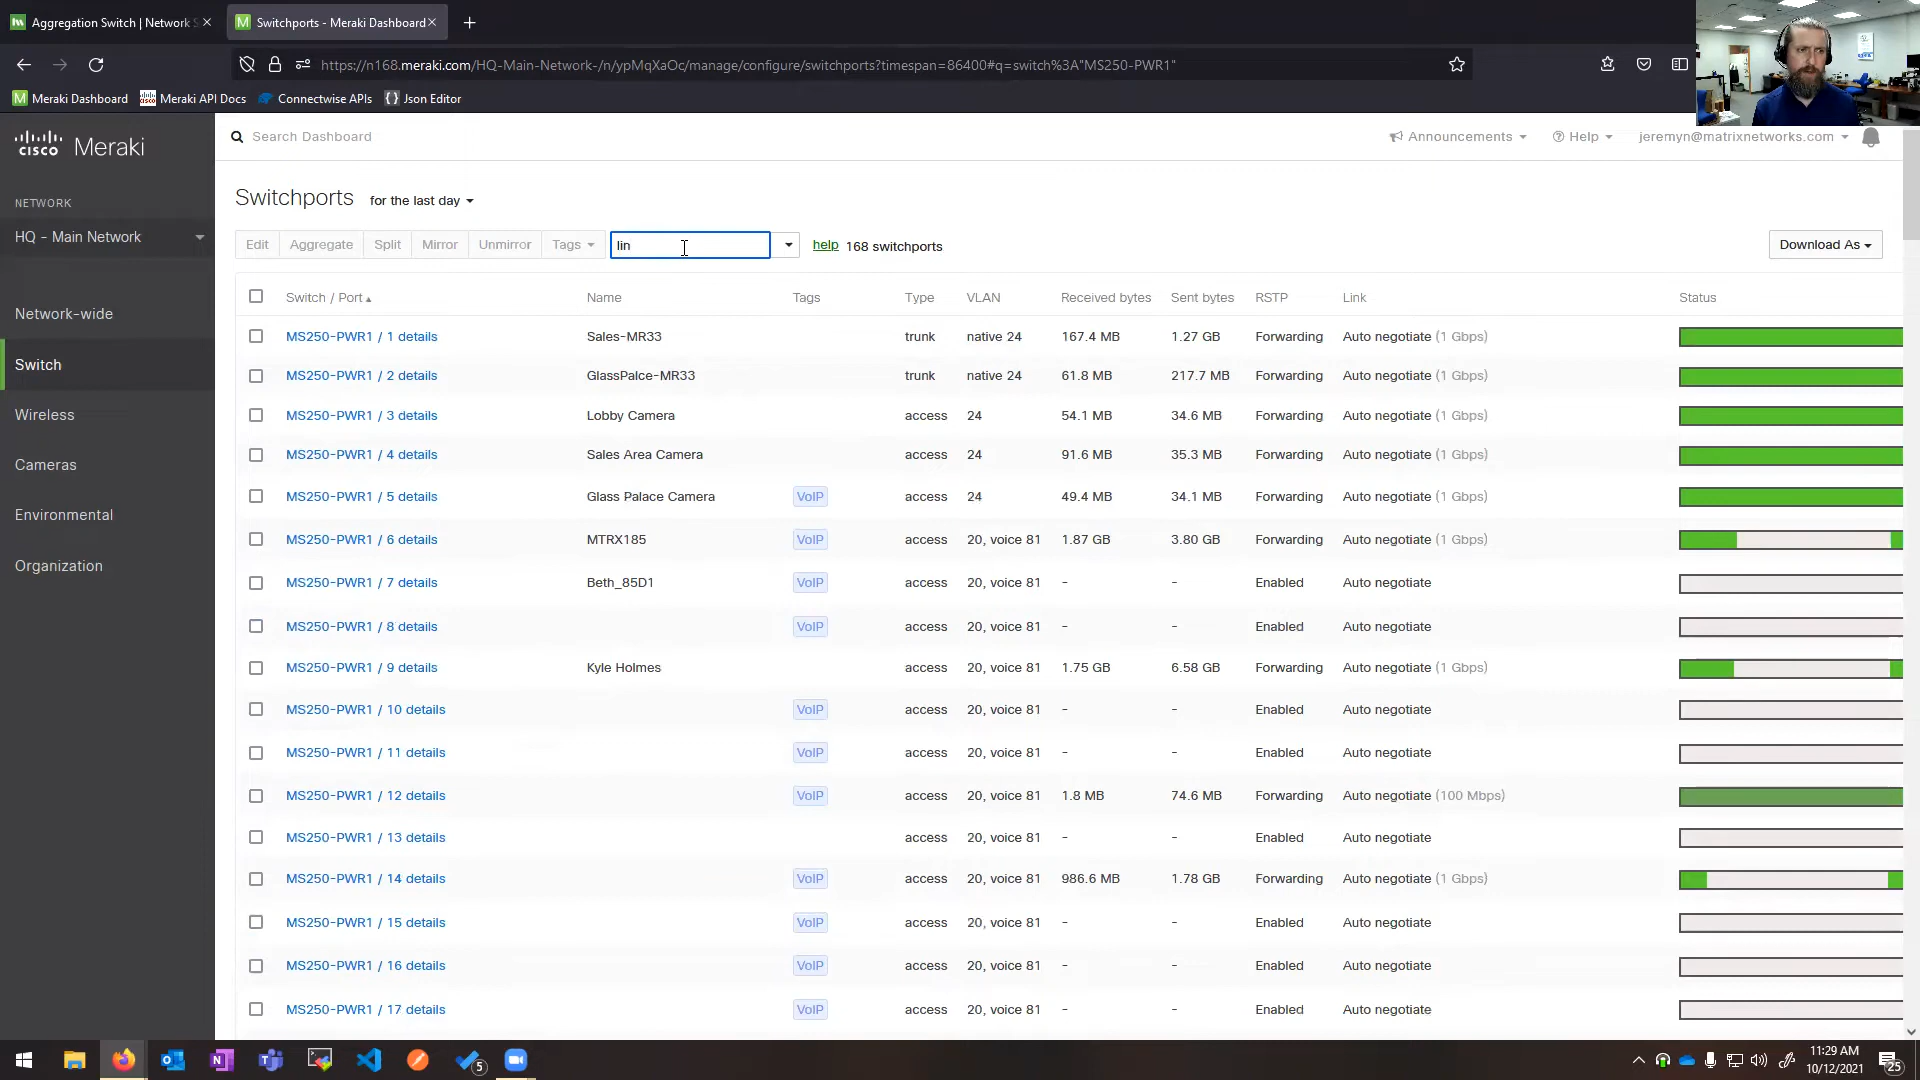 Aggregation Switch | Network S
Switchports - Meraki Dashboard
https://n168.meraki.com/HQ-Main-Network-/n/ypMqXaOc/manage/configure/switchports?timespan=86400#q=switch%3A"MS250-PWR1"
Meraki Dashboard Meraki API Docs Connectwise APIs Json Editor
cisco Meraki
Search Dashboard
Announcements Help jeremyn@matrixnetworks.com
NETWORK
HQ - Main Network
Network-wide
Switch
Wireless
Cameras
Environmental
Organization
Switchports for the last day
Edit Aggregate Split Mirror Unmirror Tags lin help 168 switchports Download As
Switch / Port Name Tags Type VLAN Received bytes Sent bytes RSTP Link Status
MS250-PWR1 / 1 details Sales-MR33 trunk native 24 167.4 MB 1.27 GB Forwarding Auto negotiate (1 Gbps)
MS250-PWR1 / 2 details GlassPalce-MR33 trunk native 24 61.8 MB 217.7 MB Forwarding Auto negotiate (1 Gbps)
MS250-PWR1 / 3 details Lobby Camera access 24 54.1 MB 34.6 MB Forwarding Auto negotiate (1 Gbps)
MS250-PWR1 / 4 details Sales Area Camera access 24 91.6 MB 35.3 MB Forwarding Auto negotiate (1 Gbps)
MS250-PWR1 / 5 details Glass Palace Camera VoIP access 24 49.4 MB 34.1 MB Forwarding Auto negotiate (1 Gbps)
MS250-PWR1 / 6 details MTRX185 VoIP access 20, voice 81 1.87 GB 3.80 GB Forwarding Auto negotiate (1 Gbps)
MS250-PWR1 / 7 details Beth_85D1 VoIP access 20, voice 81 - - Enabled Auto negotiate
MS250-PWR1 / 8 details VoIP access 20, voice 81 - - Enabled Auto negotiate
MS250-PWR1 / 9 details Kyle Holmes access 20, voice 81 1.75 GB 6.58 GB Forwarding Auto negotiate (1 Gbps)
MS250-PWR1 / 10 details VoIP access 20, voice 81 - - Enabled Auto negotiate
MS250-PWR1 / 11 details VoIP access 20, voice 81 - - Enabled Auto negotiate
MS250-PWR1 / 12 details VoIP access 20, voice 81 1.8 MB 74.6 MB Forwarding Auto negotiate (100 Mbps)
MS250-PWR1 / 13 details access 20, voice 81 - - Enabled Auto negotiate
MS250-PWR1 / 14 details VoIP access 20, voice 81 986.6 MB 1.78 GB Forwarding Auto negotiate (1 Gbps)
MS250-PWR1 / 15 details VoIP access 20, voice 81 - - Enabled Auto negotiate
MS250-PWR1 / 16 details VoIP access 20, voice 81 - - Enabled Auto negotiate
MS250-PWR1 / 17 details VoIP access 20, voice 81 - - Enabled Auto negotiate
5
11:29 AM
10/12/2021
25